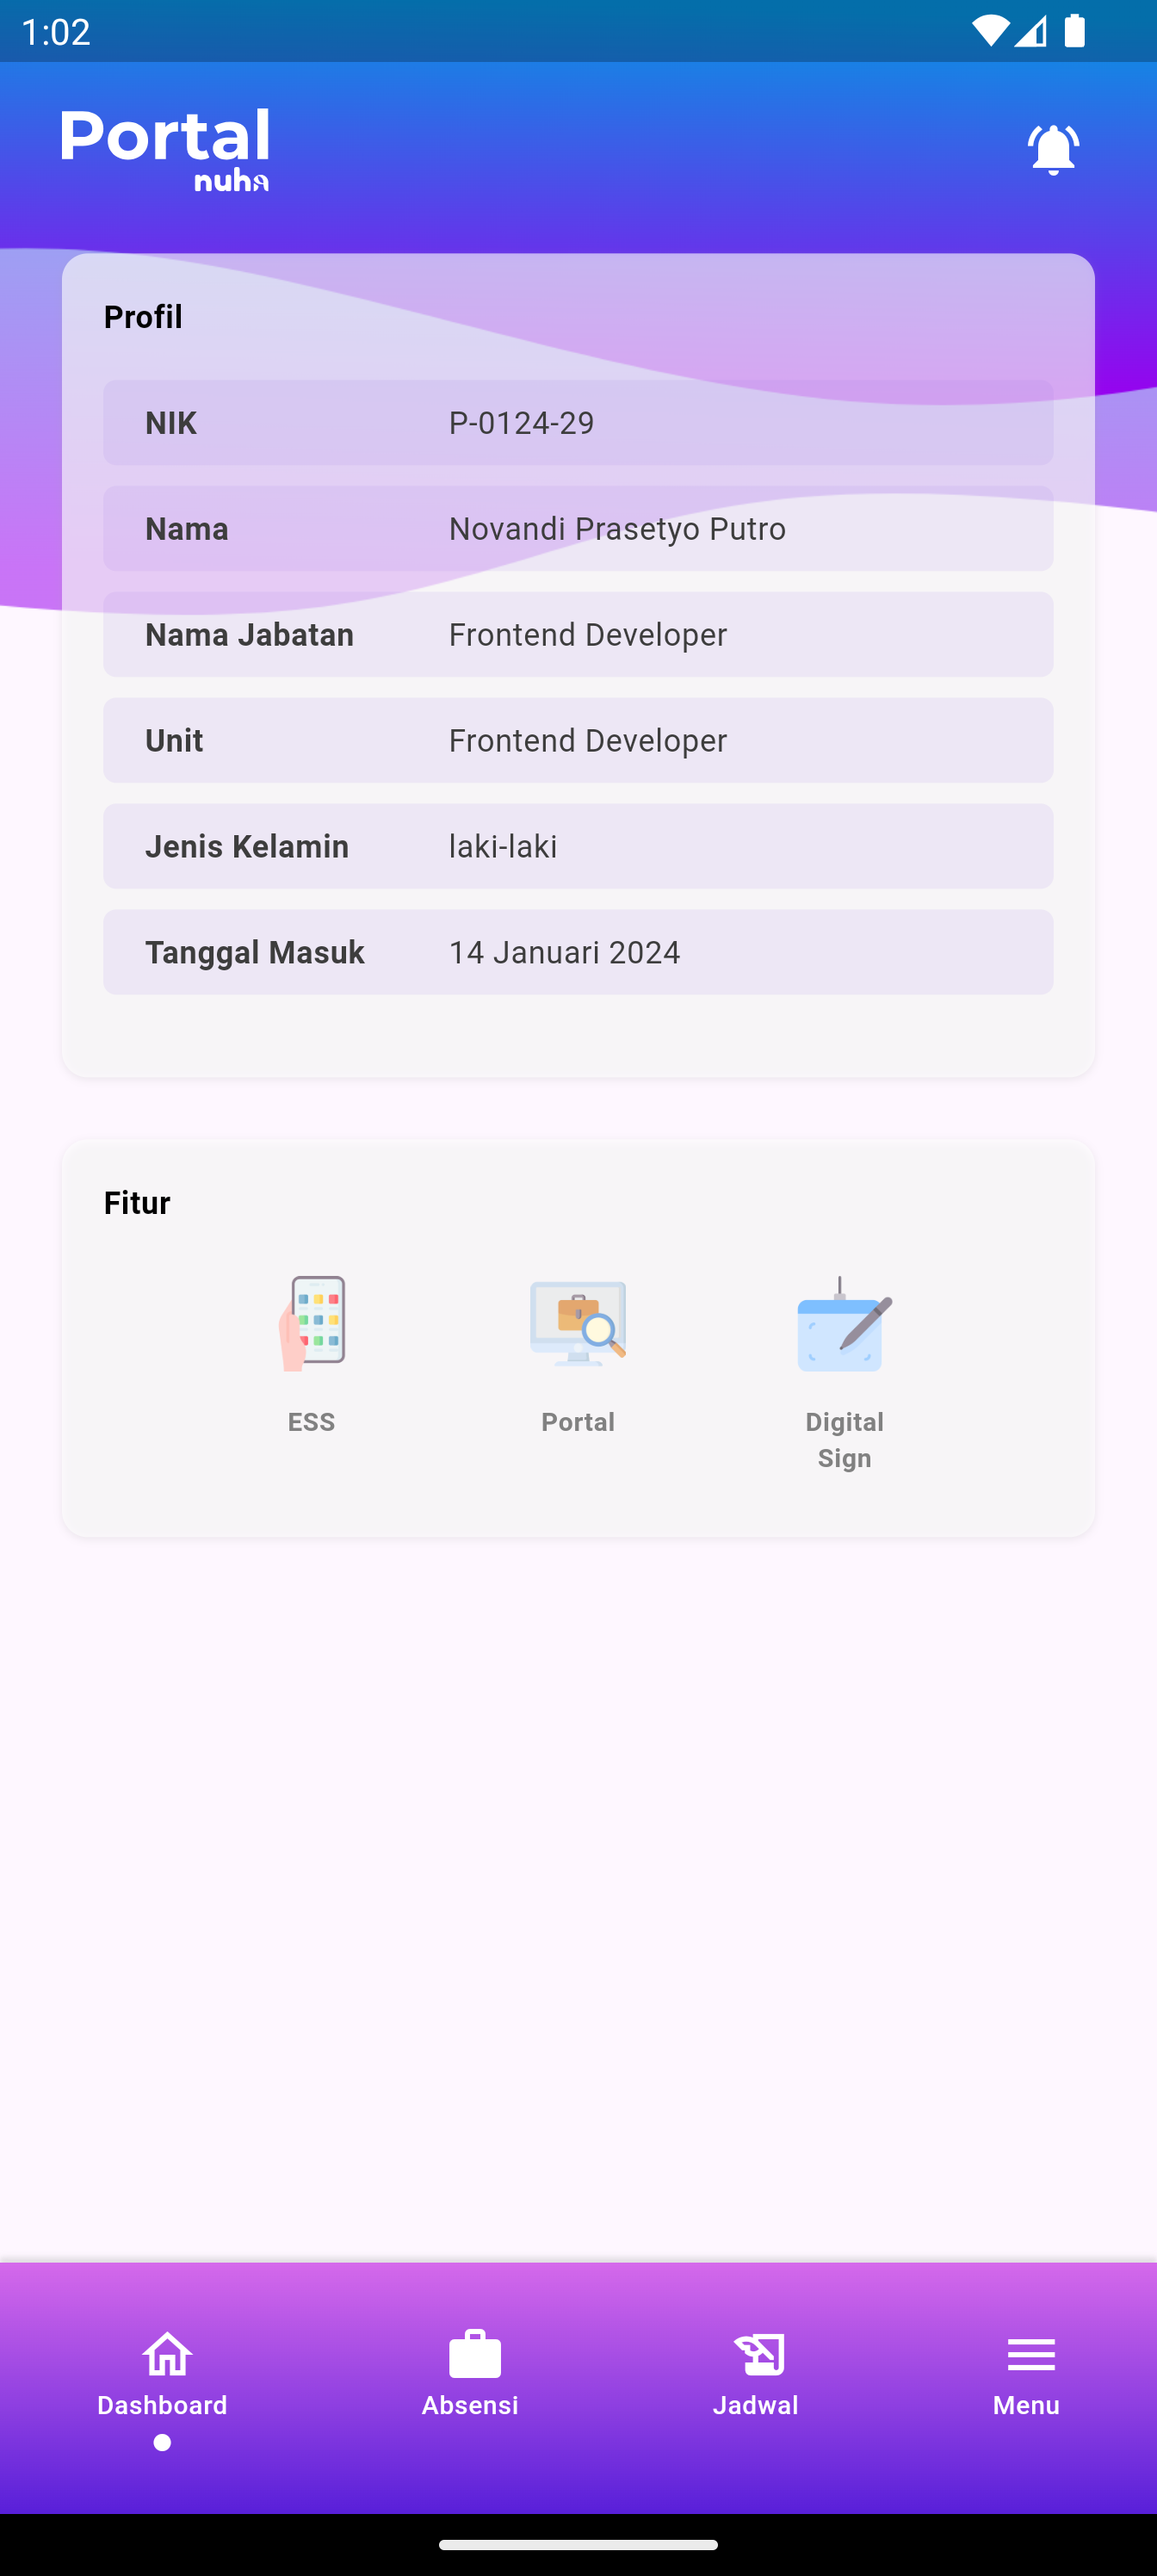 1:02
Portal
nuha
Profil
NIK P-0124-29
Nama Novandi Prasetyo Putro
Nama Jabatan Frontend Developer
Unit Frontend Developer
Jenis Kelamin laki-laki
Tanggal Masuk 14 Januari 2024
Fitur
ESS Portal Digital
Sign
Dashboard Absensi Jadwal Menu